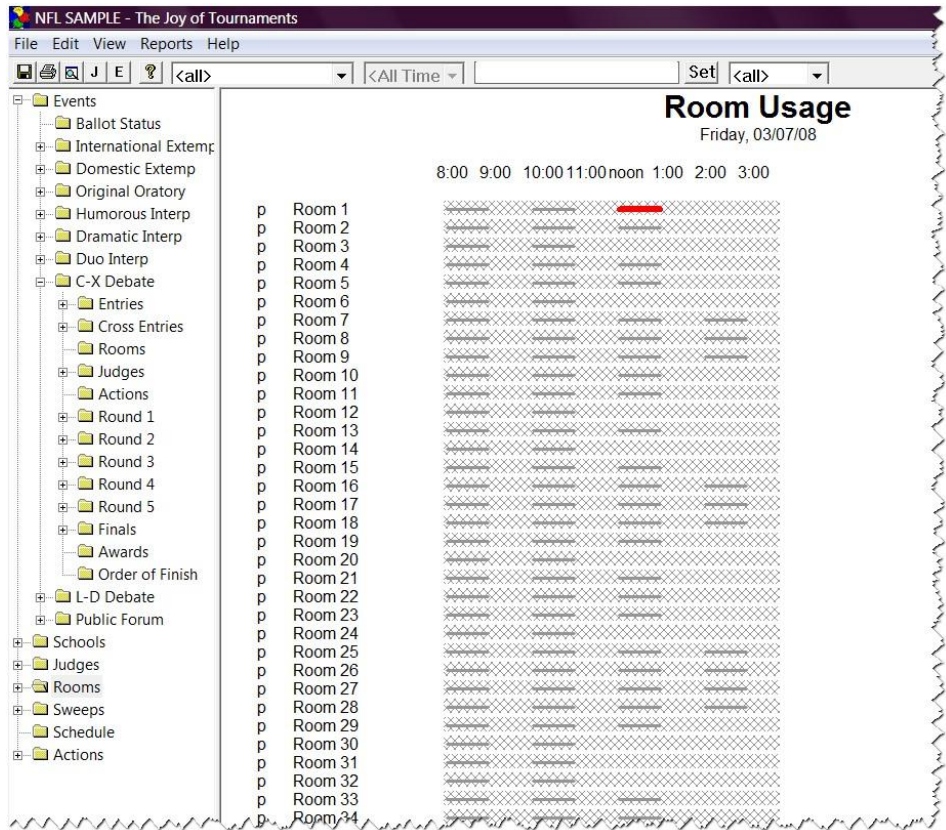 NFL SAMPLE - The Joy of Tournaments
File Edit View Reports Help
J E ? <all> <All Time Set <all>
Events
Ballot Status
International Extemp
Domestic Extemp
Original Oratory
Humorous Interp
Dramatic Interp
Duo Interp
C-X Debate
Entries
Cross Entries
Rooms
Judges
Actions
Round 1
Round 2
Round 3
Round 4
Round 5
Finals
Awards
Order of Finish
L-D Debate
Public Forum
Schools
Judges
Rooms
Sweeps
Schedule
Actions
Room Usage
Friday, 03/07/08
8:00 9:00 10:00 11:00 noon 1:00 2:00 3:00
p Room 1
p Room 2
p Room 3
p Room 4
p Room 5
p Room 6
p Room 7
p Room 8
p Room 9
p Room 10
p Room 11
p Room 12
p Room 13
p Room 14
p Room 15
p Room 16
p Room 17
p Room 18
p Room 19
p Room 20
p Room 21
p Room 22
p Room 23
p Room 24
p Room 25
p Room 26
p Room 27
p Room 28
p Room 29
p Room 30
p Room 31
p Room 32
p Room 33
p Room 34